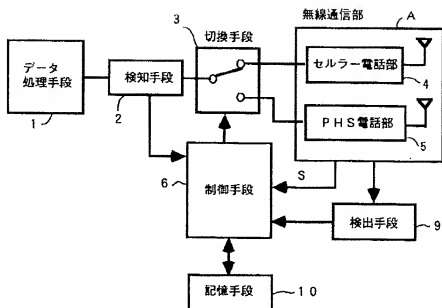 無線通信部
A
切換手段
3
データ
処理手段
検知手段
セルラー電話部
4
1
2
PHS電話部
5
6
制御手段
S
検出手段
9
記憶手段
10